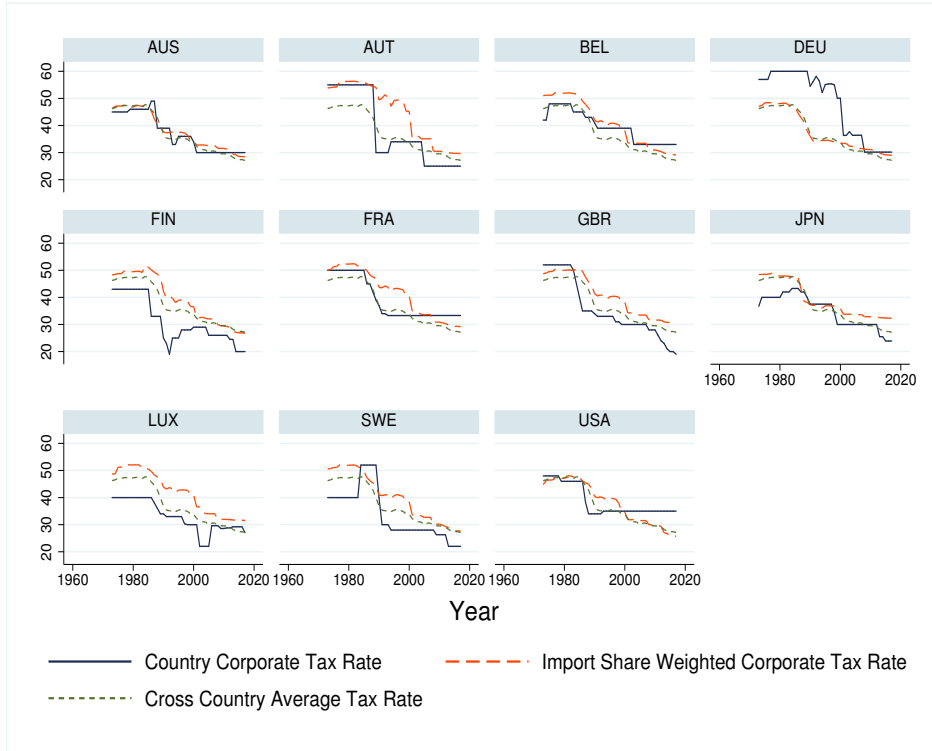 AUS AUT BEL DEU
60
50
40
30
20
FIN FRA GBR JPN
60
50
40
30
20
1960 1980 2000 2020
LUX SWE USA
60
50
40
30
20
1960 1980 2000 2020 1960 1980 2000 2020 1960 1980 2000 2020
Year
Country Corporate Tax Rate Import Share Weighted Corporate Tax Rate
Cross Country Average Tax Rate